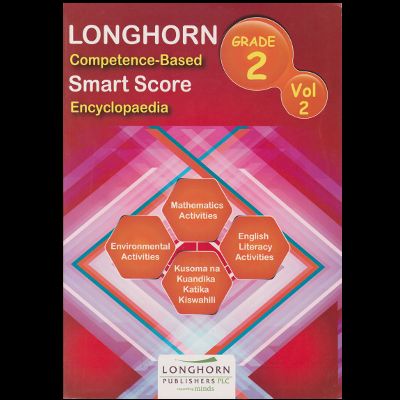 LONGHORN
Competence-Based
Smart Score
Encyclopaedia
GRADE
2
Vol
2
Mathematics
Activities
Environmental
Activities
English
Literacy
Activities
Kusoma na
Kuandika
Katika
Kiswahili
LONGHORN
PUBLISHERS PLC
expanding minds